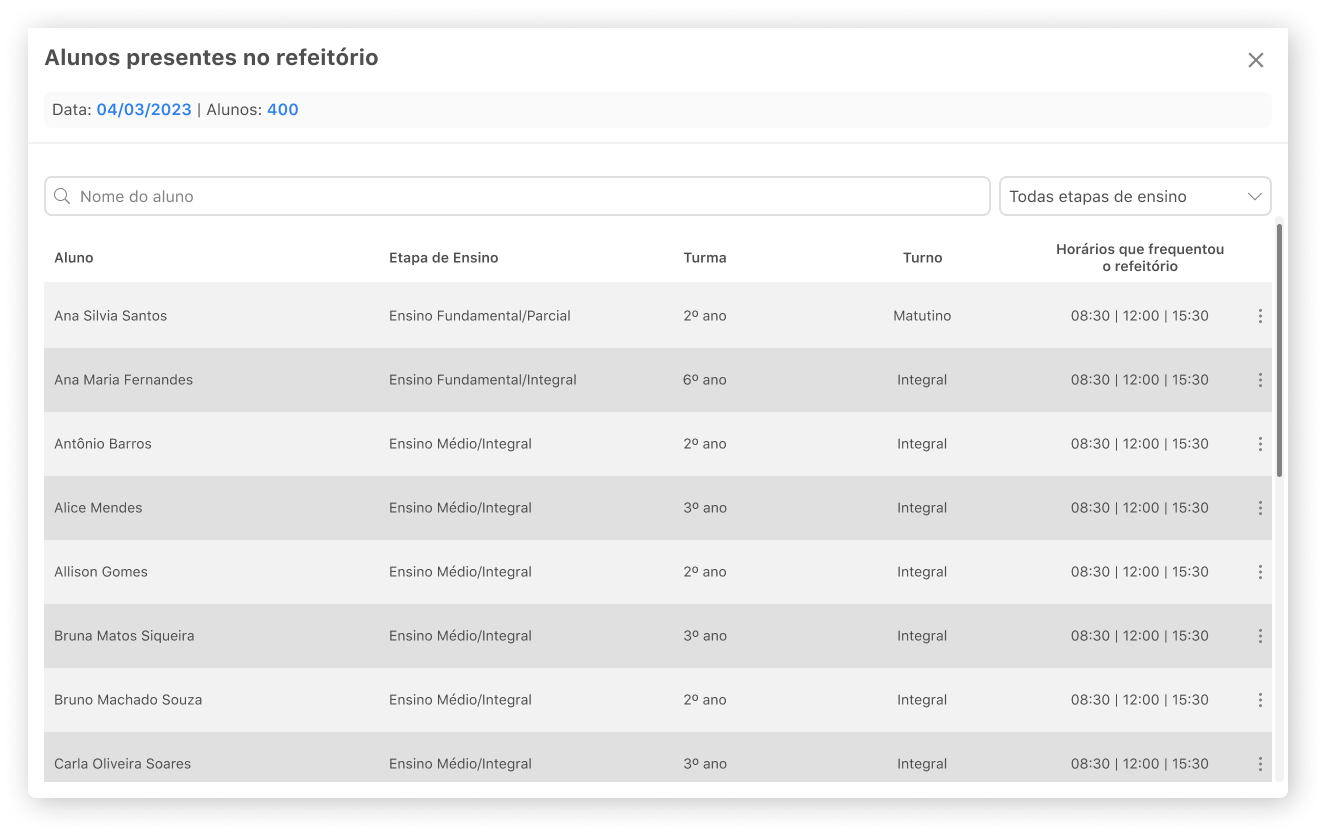 Alunos presentes no refeitório
Data: 04/03/2023 | Alunos: 400
Nome do aluno
Todas etapas de ensino
Aluno Etapa de Ensino Turma Turno Horários que frequentou
o refeitório
Ana Silvia Santos Ensino Fundamental/Parcial 2º ano Matutino 08:30 | 12:00 | 15:30
Ana Maria Fernandes Ensino Fundamental/Integral 6º ano Integral 08:30 | 12:00 | 15:30
Antônio Barros Ensino Médio/Integral 2º ano Integral 08:30 | 12:00 | 15:30
Alice Mendes Ensino Médio/Integral 3º ano Integral 08:30 | 12:00 | 15:30
Allison Gomes Ensino Médio/Integral 2º ano Integral 08:30 | 12:00 | 15:30
Bruna Matos Siqueira Ensino Médio/Integral 3º ano Integral 08:30 | 12:00 | 15:30
Bruno Machado Souza Ensino Médio/Integral 2º ano Integral 08:30 | 12:00 | 15:30
Carla Oliveira Soares Ensino Médio/Integral 3º ano Integral 08:30 | 12:00 | 15:30